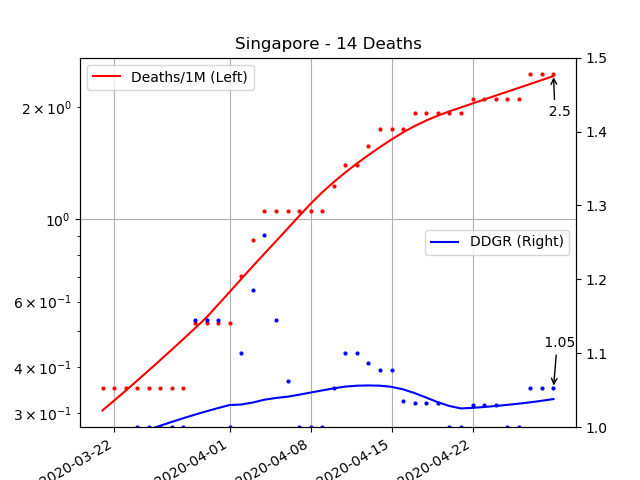 Singapore - 14 Deaths
Deaths/1M (Left)
DDGR (Right)
2.5
1.05
2 × 10⁰
10⁰
6 × 10⁻¹
4 × 10⁻¹
3 × 10⁻¹
1.5
1.4
1.3
1.2
1.1
1.0
2020-03-22
2020-04-01
2020-04-08
2020-04-15
2020-04-22